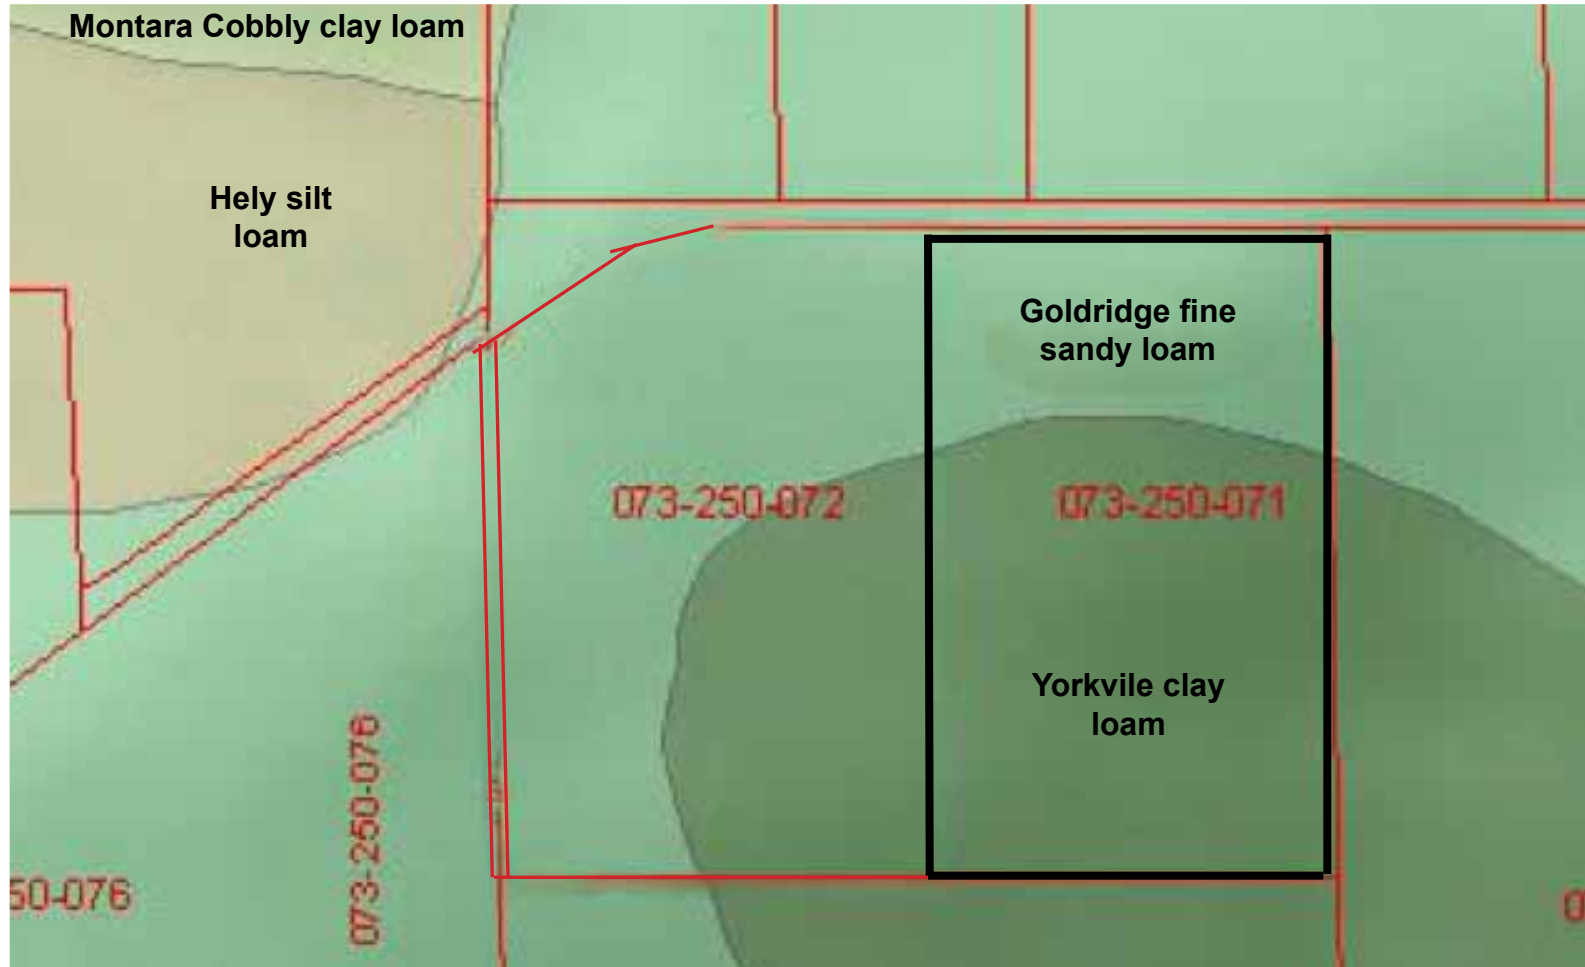 Montara Cobbly clay loam
Hely silt
loam
Goldridge fine
sandy loam
073-250-072
073-250-071
Yorkvile clay
loam
073-250-076
50-076
0